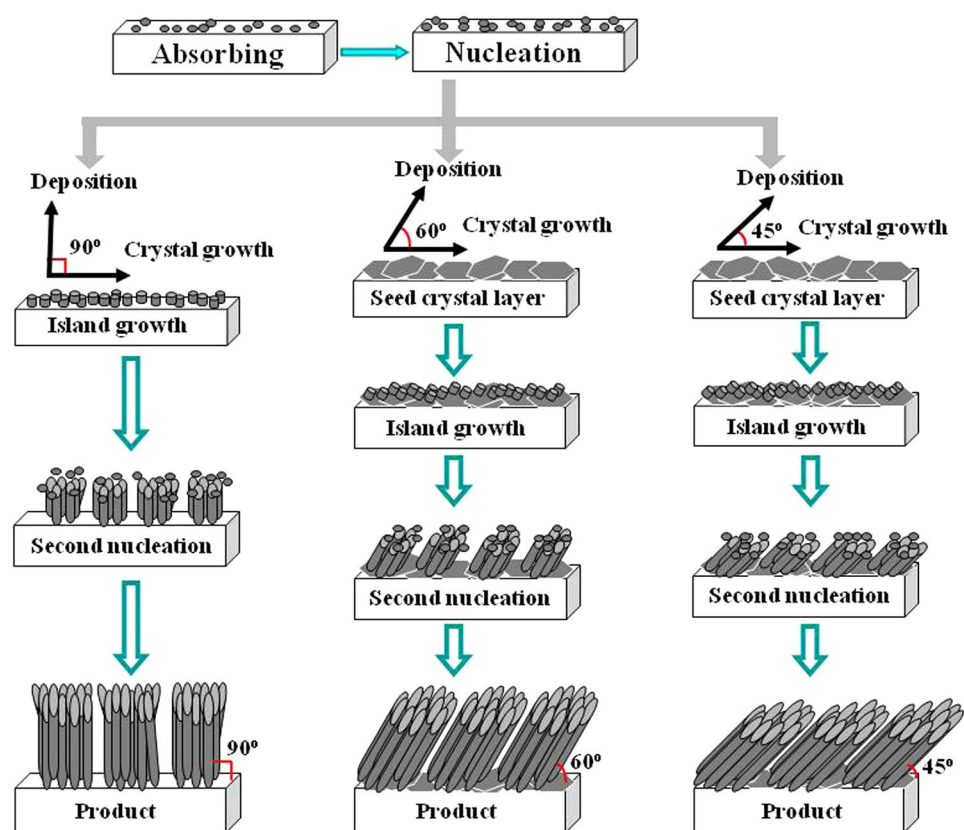 Absorbing
Nucleation
Deposition
90°
Crystal growth
Island growth
Second nucleation
90°
Product
Deposition
60°
Crystal growth
Seed crystal layer
Island growth
Second nucleation
60°
Product
Deposition
45°
Crystal growth
Seed crystal layer
Island growth
Second nucleation
45°
Product